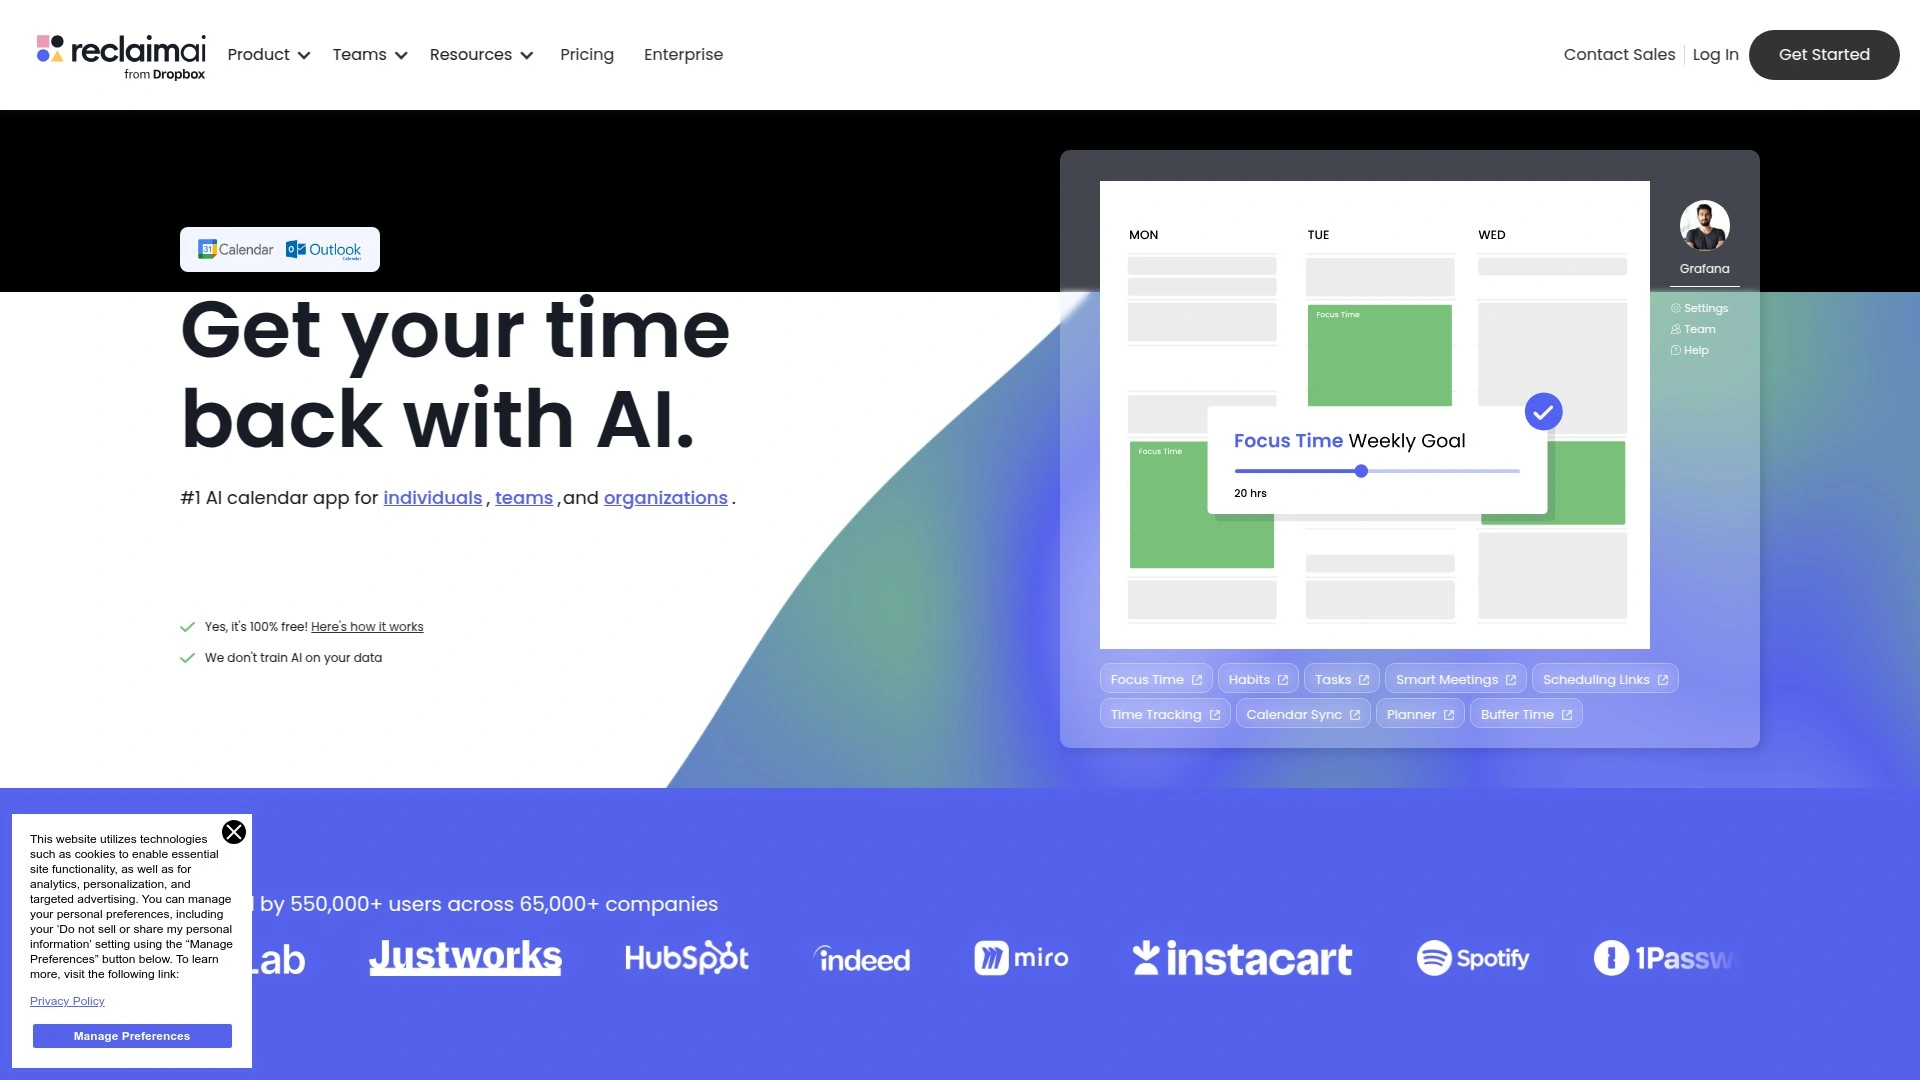 reclaimai
from Dropbox
Product
Teams
Resources
Pricing
Enterprise
Contact Sales
Log In
Get Started
31 Calendar
Outlook
Calendar
Get your time
back with AI.
#1 AI calendar app for individuals, teams, and organizations.
Yes, it's 100% free! Here's how it works
We don't train AI on your data
MON TUE WED
Focus Time
Focus Time
Focus Time Weekly Goal
20 hrs
Grafana
Settings
Team
Help
Focus Time Habits Tasks Smart Meetings Scheduling Links
Time Tracking Calendar Sync Planner Buffer Time
by 550,000+ users across 65,000+ companies
Lab Justworks HubSpot indeed miro instacart Spotify 1Passw
This website utilizes technologies
such as cookies to enable essential
site functionality, as well as for
analytics, personalization, and
targeted advertising. You can manage
your personal preferences, including
your 'Do not sell or share my personal
information' setting using the “Manage
Preferences” button below. To learn
more, visit the following link:
Privacy Policy
Manage Preferences